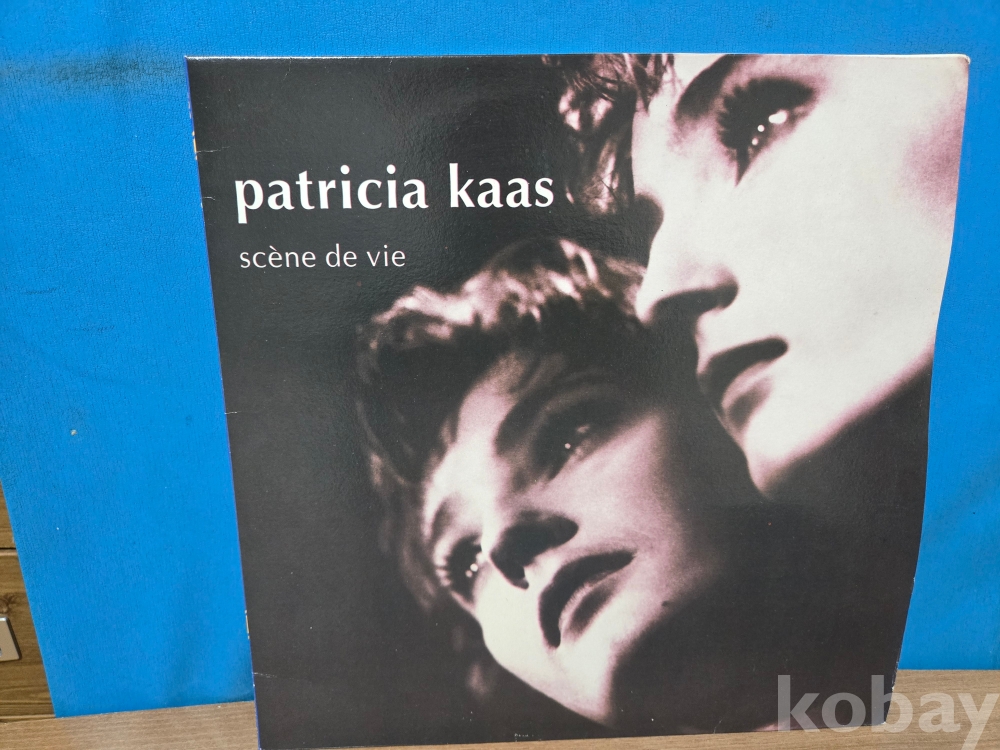 patricia kaas
scène de vie
kobay